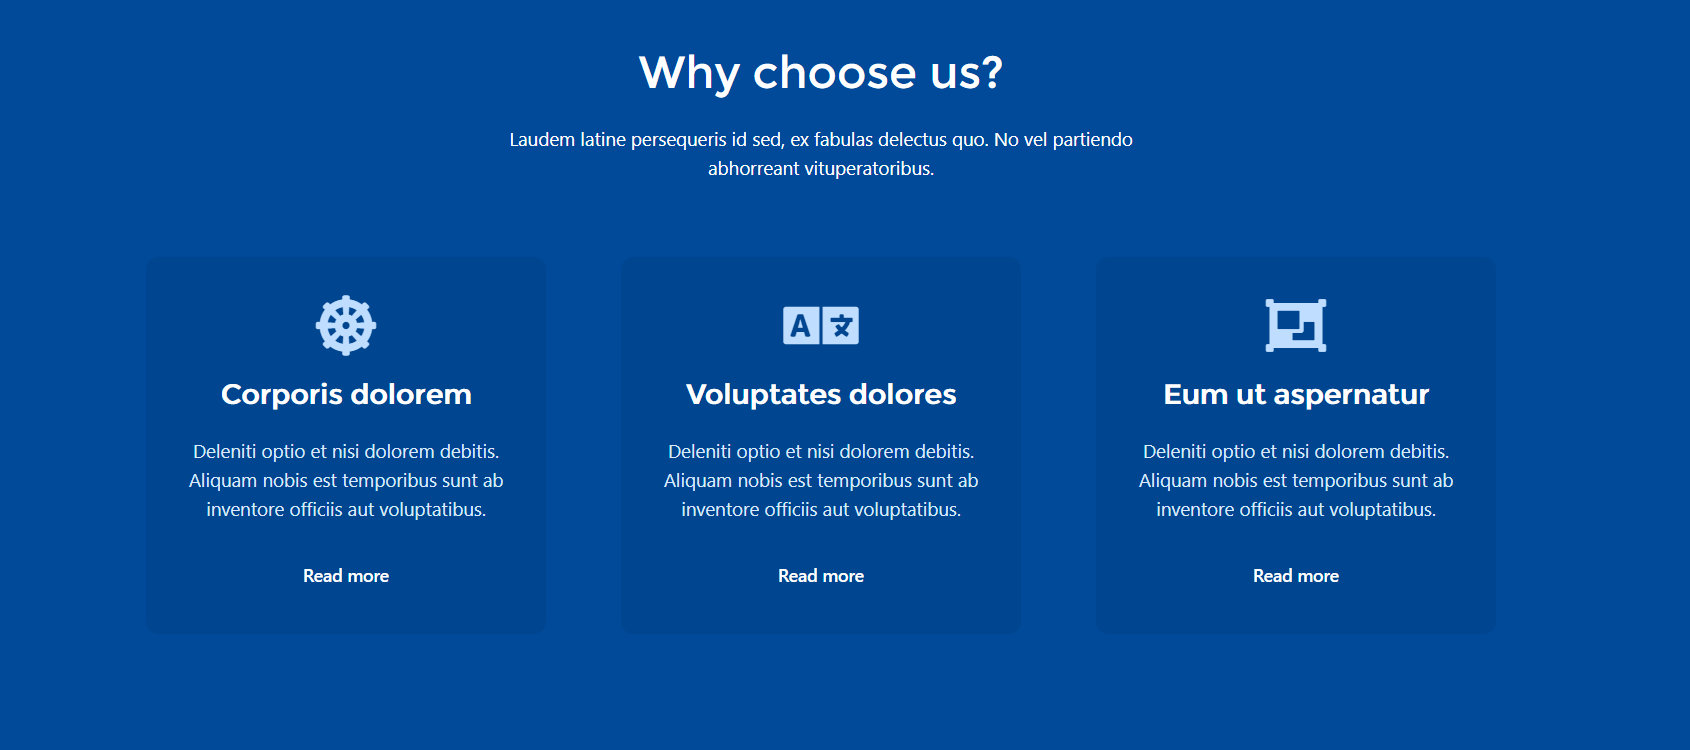 Why choose us?
Laudem latine persequeris id sed, ex fabulas delectus quo. No vel partiendo
abhorreant vituperatoribus.
A 文
Corporis dolorem
Deleniti optio et nisi dolorem debitis.
Aliquam nobis est temporibus sunt ab
inventore officiis aut voluptatibus.
Read more
Voluptates dolores
Deleniti optio et nisi dolorem debitis.
Aliquam nobis est temporibus sunt ab
inventore officiis aut voluptatibus.
Read more
Eum ut aspernatur
Deleniti optio et nisi dolorem debitis.
Aliquam nobis est temporibus sunt ab
inventore officiis aut voluptatibus.
Read more